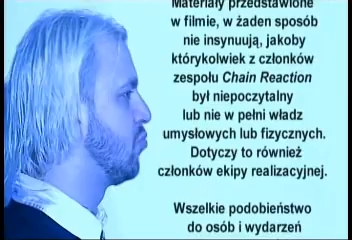 Materiały przedstawione
w filmie, w żaden sposób
nie insynuują, jakoby
którykolwiek z członków
zespołu Chain Reaction
był niepoczytalny
lub nie w pełni władz
umysłowych lub fizycznych.
Dotyczy to również
członków ekipy realizacyjnej.
Wszelkie podobieństwo
do osób i wydarzeń